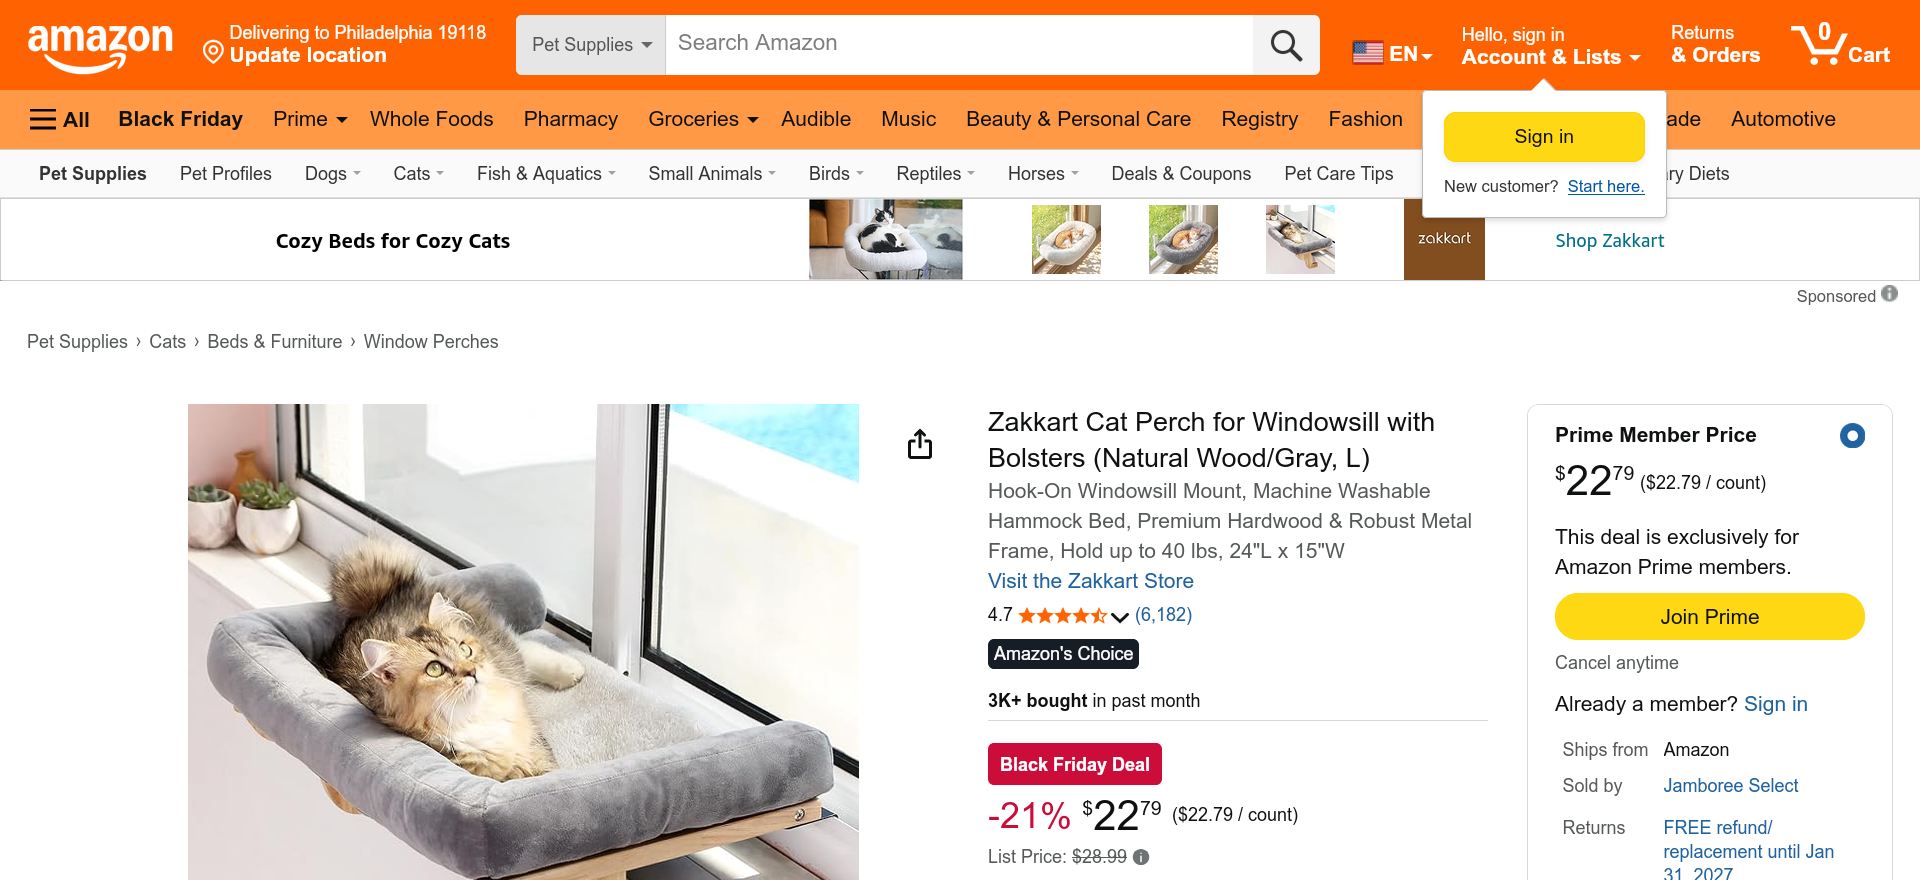 amazon
Delivering to Philadelphia 19118
Update location
Pet Supplies
Search Amazon
EN
Hello, sign in
Account & Lists
Returns
& Orders
0
Cart
All
Black Friday
Prime
Whole Foods
Pharmacy
Groceries
Audible
Music
Beauty & Personal Care
Registry
Fashion
ade
Automotive
Sign in
New customer? Start here.
Pet Supplies
Pet Profiles
Dogs
Cats
Fish & Aquatics
Small Animals
Birds
Reptiles
Horses
Deals & Coupons
Pet Care Tips
ry Diets
Cozy Beds for Cozy Cats
zakkart
Shop Zakkart
Sponsored
Pet Supplies › Cats › Beds & Furniture › Window Perches
Zakkart Cat Perch for Windowsill with
Bolsters (Natural Wood/Gray, L)
Hook-On Windowsill Mount, Machine Washable
Hammock Bed, Premium Hardwood & Robust Metal
Frame, Hold up to 40 lbs, 24"L x 15"W
Visit the Zakkart Store
4.7 (6,182)
Amazon's Choice
3K+ bought in past month
Black Friday Deal
-21% $22 79 ($22.79 / count)
List Price: $28.99
Prime Member Price
$22 79 ($22.79 / count)
This deal is exclusively for
Amazon Prime members.
Join Prime
Cancel anytime
Already a member? Sign in
Ships from Amazon
Sold by Jamboree Select
Returns FREE refund/
replacement until Jan
31, 2027